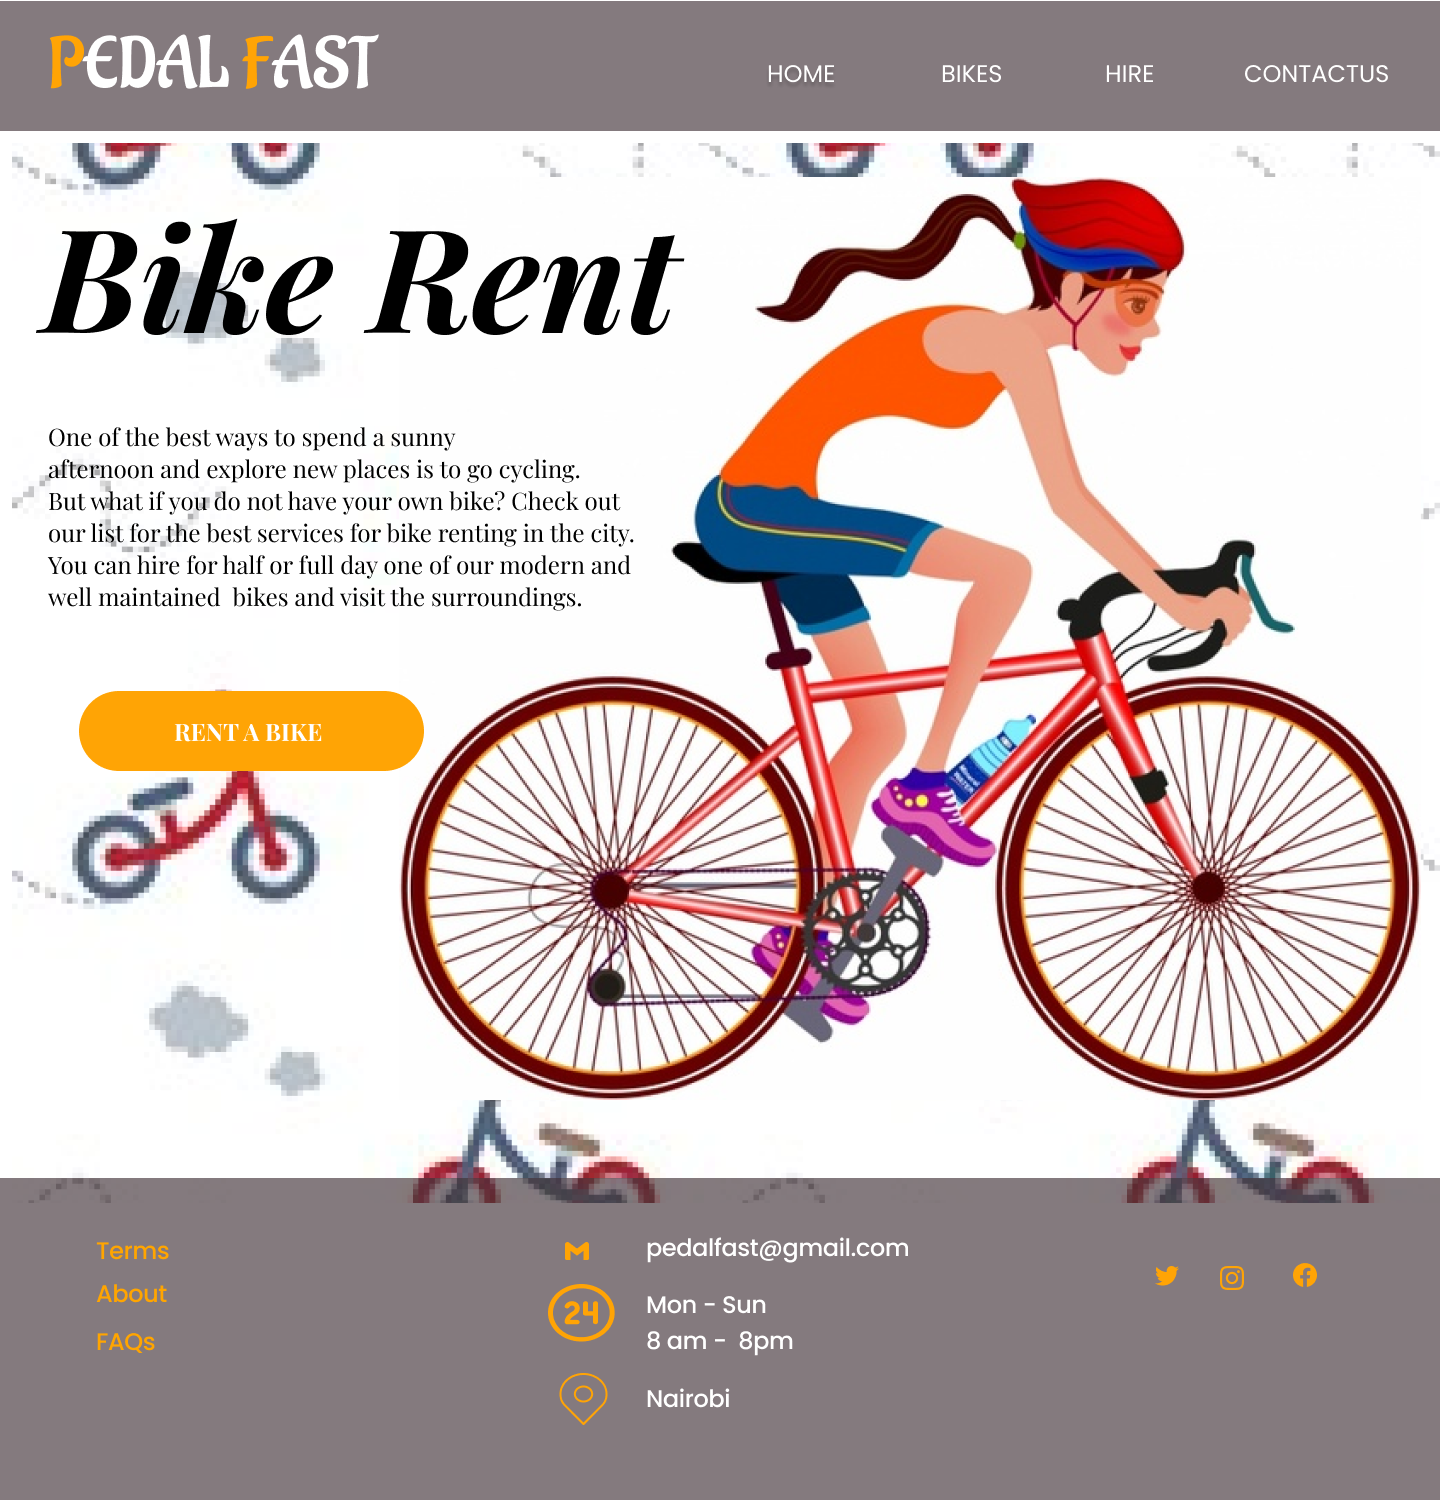 PEDAL FAST
HOME BIKES HIRE CONTACTUS
Bike Rent
One of the best ways to spend a sunny
afternoon and explore new places is to go cycling.
But what if you do not have your own bike? Check out
our list for the best services for bike renting in the city.
You can hire for half or full day one of our modern and
well maintained  bikes and visit the surroundings.
RENT A BIKE
Mineral
WATER
Terms
About
FAQs
pedalfast@gmail.com
24
Mon - Sun
8 am -  8pm
Nairobi